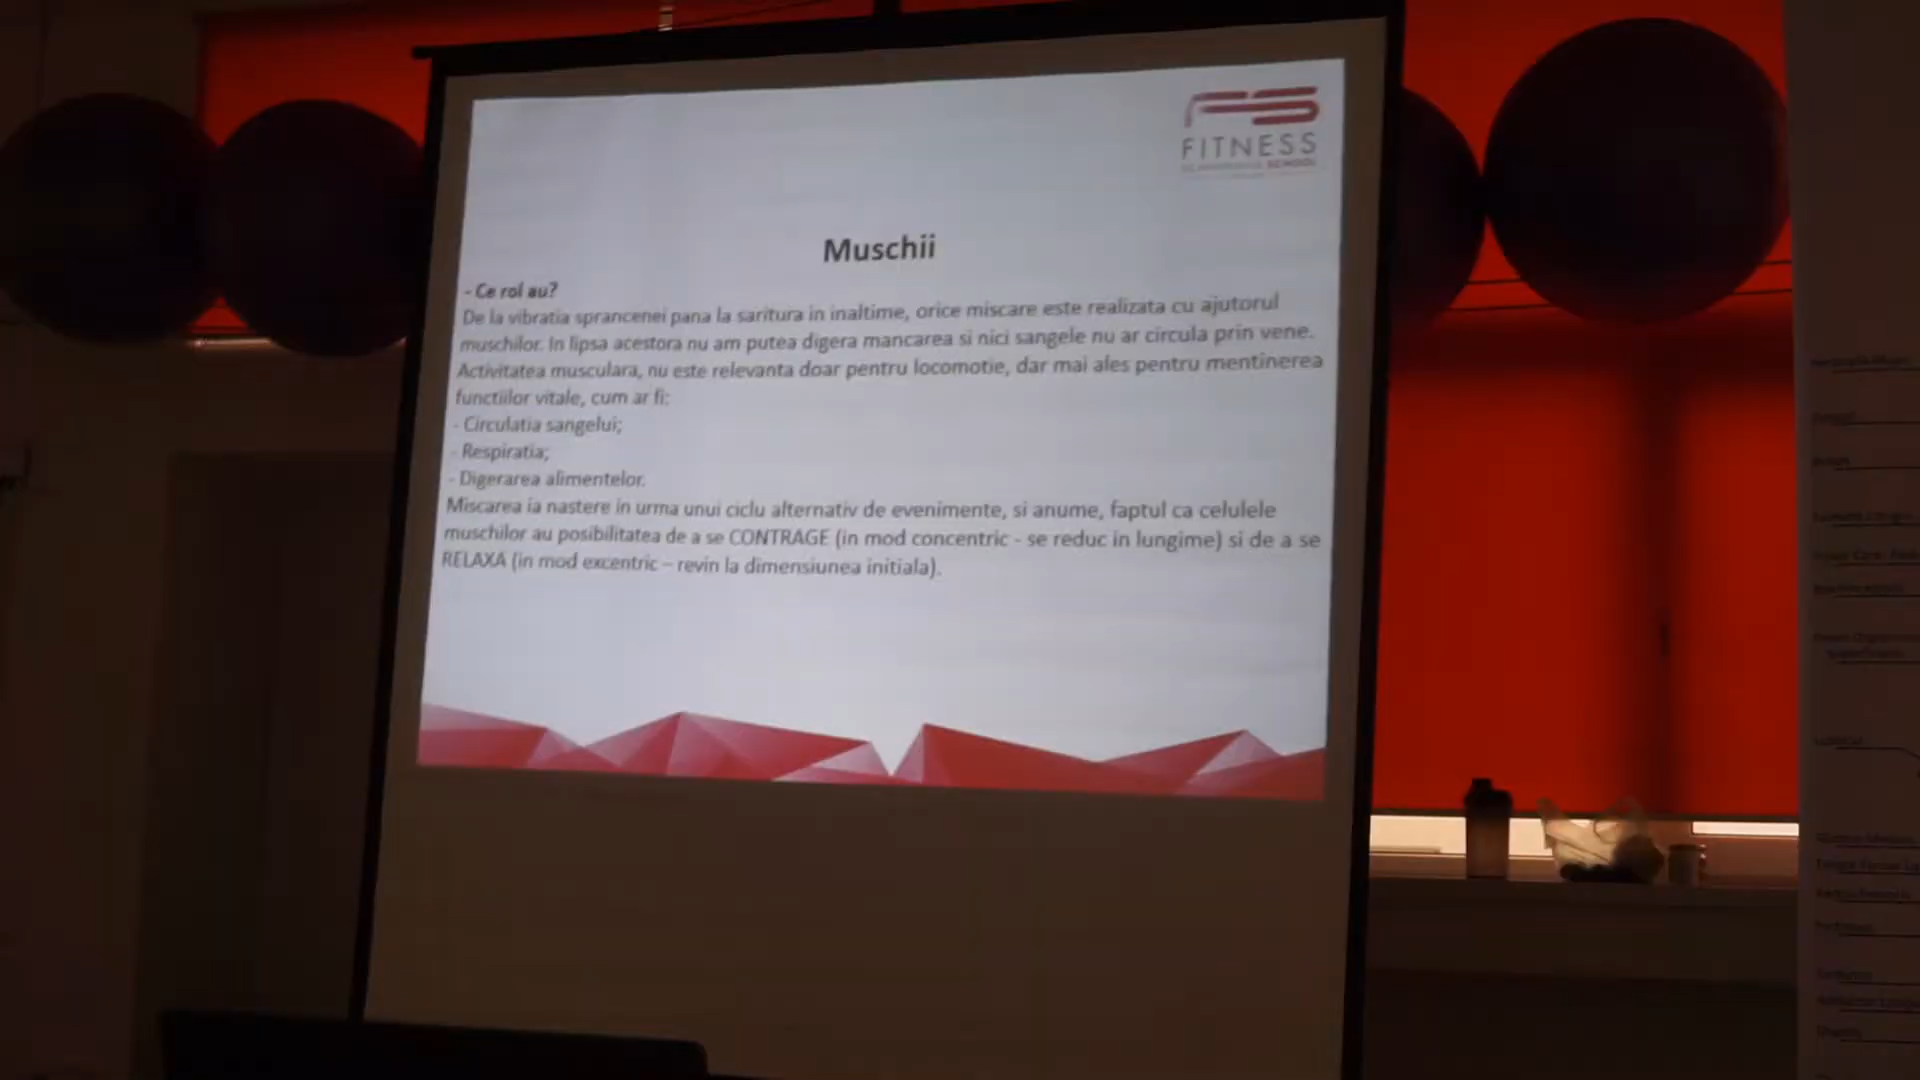 FITNESS
SCHOOL
Muschii
- Ce rol au?
De la vibratia sprancenei pana la saritura in inaltime, orice miscare este realizata cu ajutorul
muschilor. In lipsa acestora nu am putea digera mancarea si nici sangele nu ar circula prin vene.
Activitatea musculara, nu este relevanta doar pentru locomotie, dar mai ales pentru mentinerea
functiilor vitale, cum ar fi:
- Circulatia sangelui;
- Respiratia;
- Digerarea alimentelor.
Miscarea ia nastere in urma unui ciclu alternativ de evenimente, si anume, faptul ca celulele
muschilor au posibilitatea de a se CONTRAGE (in mod concentric - se reduc in lungime) si de a se
RELAXA (in mod excentric – revin la dimensiunea initiala).